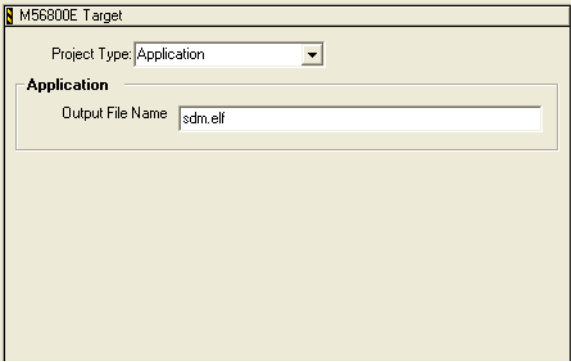 M56800E Target
Project Type: Application
Application
Output File Name sdm.elf